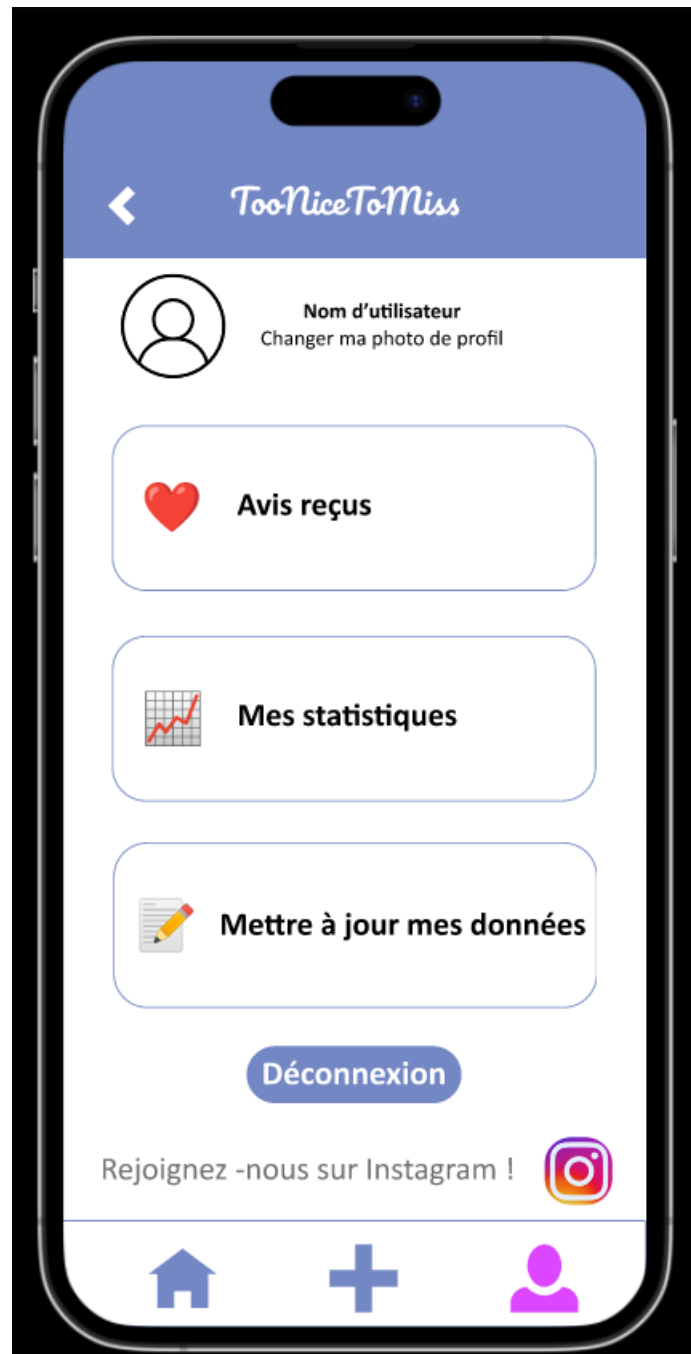 TooNiceToMiss
Nom d'utilisateur
Changer ma photo de profil
Avis reçus
Mes statistiques
Mettre à jour mes données
Déconnexion
Rejoignez -nous sur Instagram !